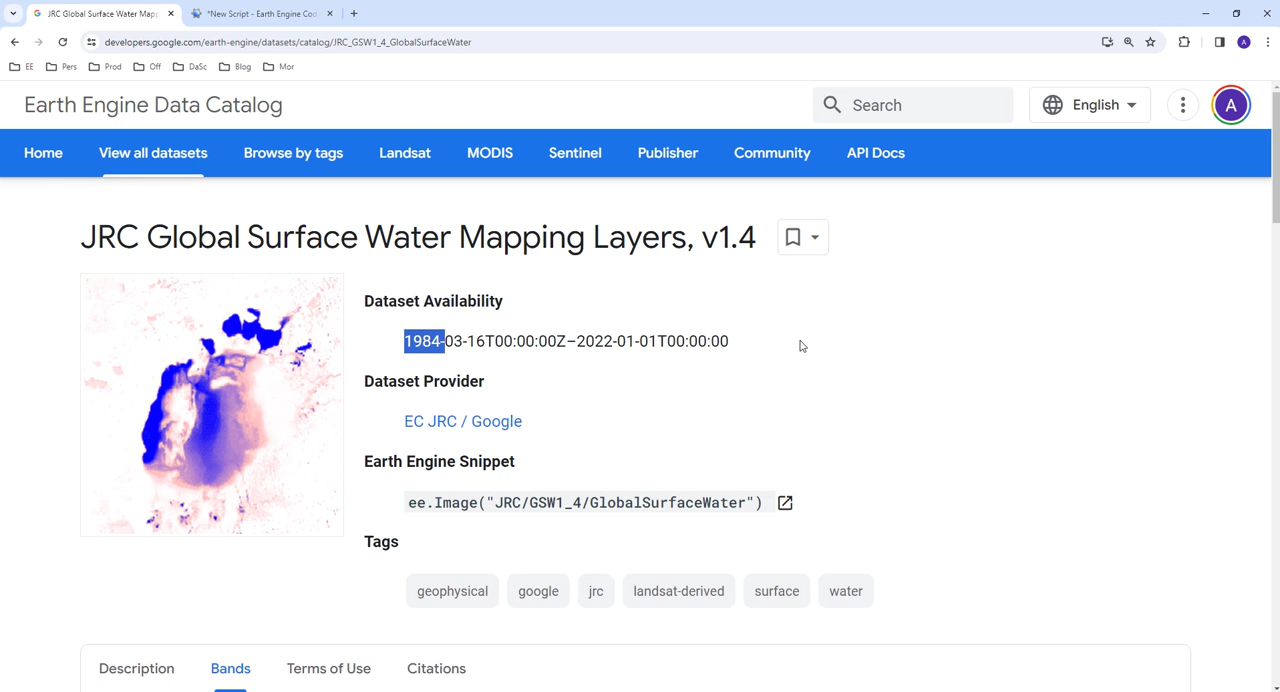 JRC Global Surface Water Mapp
*New Script - Earth Engine Cod
developers.google.com/earth-engine/datasets/catalog/JRC_GSW1_4_GlobalSurfaceWater
A
EE Pers Prod Off DaSc Blog Mor
Earth Engine Data Catalog
Search
English
A
Home View all datasets Browse by tags Landsat MODIS Sentinel Publisher Community API Docs
JRC Global Surface Water Mapping Layers, v1.4
Dataset Availability
1984-03-16T00:00:00Z–2022-01-01T00:00:00
Dataset Provider
EC JRC / Google
Earth Engine Snippet
ee.Image("JRC/GSW1_4/GlobalSurfaceWater")
Tags
geophysical google jrc landsat-derived surface water
Description Bands Terms of Use Citations